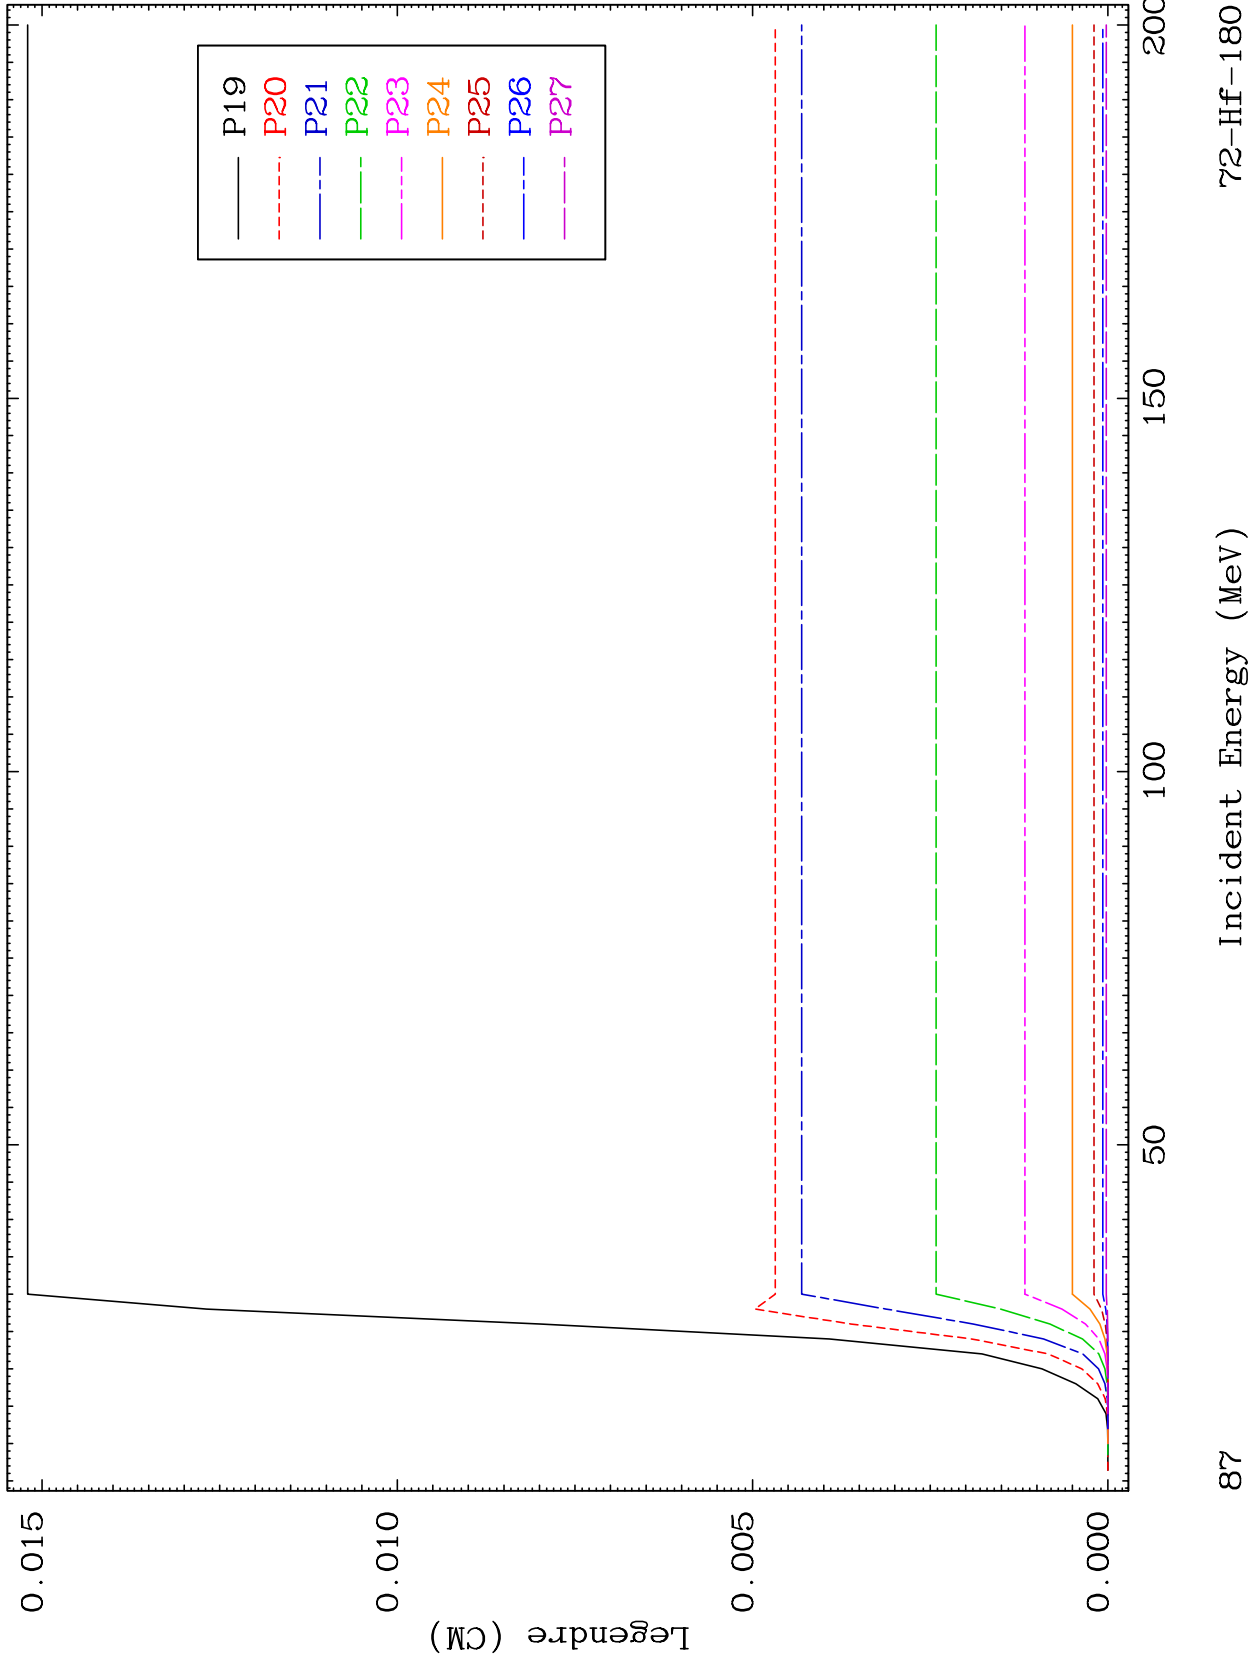 Legendre (CM)
0.015
0.010
0.005
0.000
P19
P20
P21
P22
P23
P24
P25
P26
P27
50
100
150
200
Incident Energy (MeV)
87
72-Hf-180